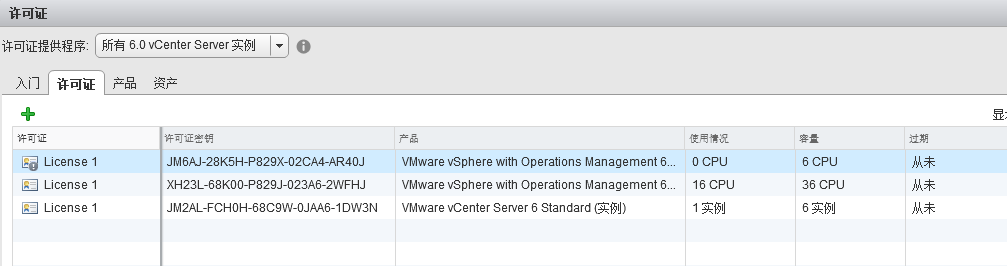 许可证
许可证提供程序: 所有 6.0 vCenter Server 实例
入门 许可证 产品 资产
许可证 许可证密钥 产品 使用情况 容量 过期
License 1 JM6AJ-28K5H-P829X-02CA4-AR40J VMware vSphere with Operations Management 6... 0 CPU 6 CPU 从未
License 1 XH23L-68K00-P829J-023A6-2WFHJ VMware vSphere with Operations Management 6... 16 CPU 36 CPU 从未
License 1 JM2AL-FCH0H-68C9W-0JAA6-1DW3N VMware vCenter Server 6 Standard (实例) 1 实例 6 实例 从未